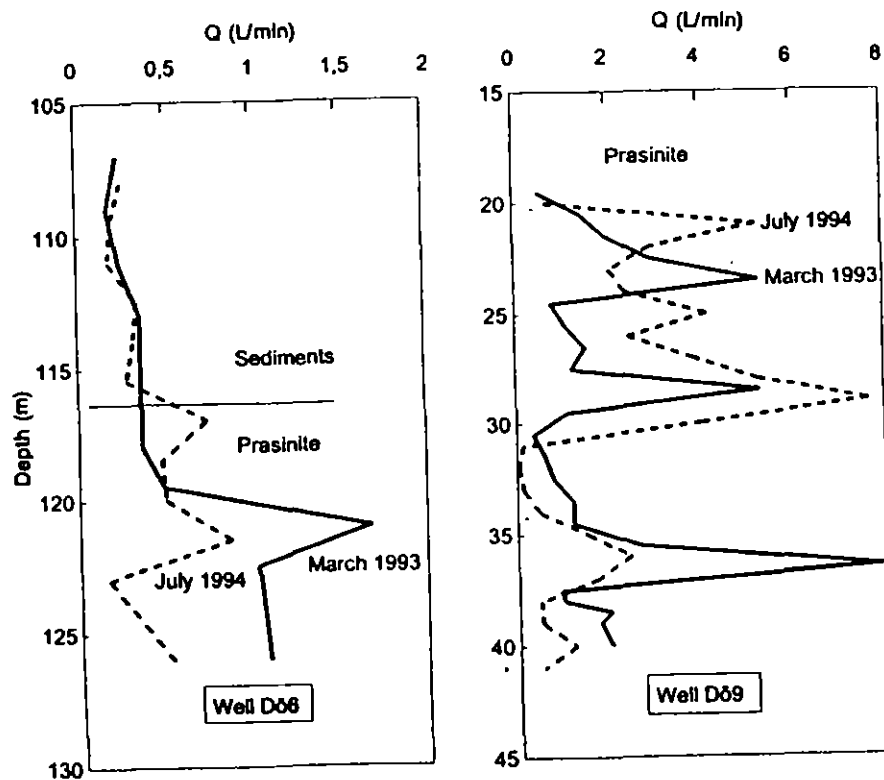 Q (L/min)
0 0,5 1 1,5 2
105
110
115
120
125
130
Depth (m)
Sediments
Prasinite
July 1994
March 1993
Well Dö6
Q (L/min)
0 2 4 6 8
15
20
25
30
35
40
45
Prasinite
July 1994
March 1993
Well Dö9